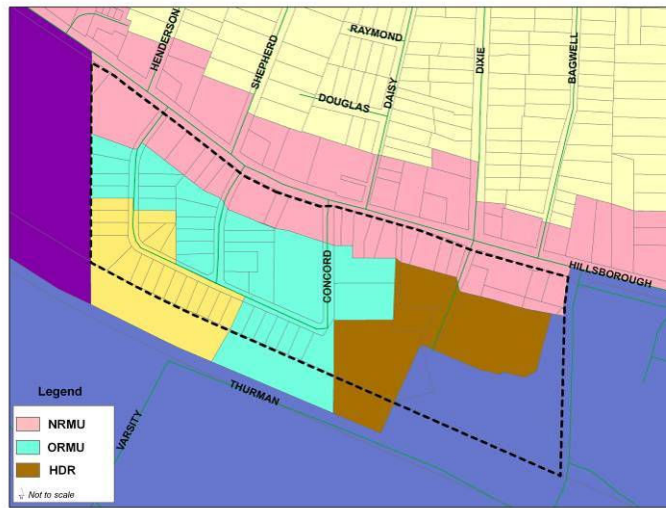 HENDERSON
SHEPHERD
RAYMOND
DOUGLAS
DAISY
DIXIE
BAGWELL
HILLSBOROUGH
CONCORD
THURMAN
VARSITY
Legend
NRMU
ORMU
HDR
Not to scale